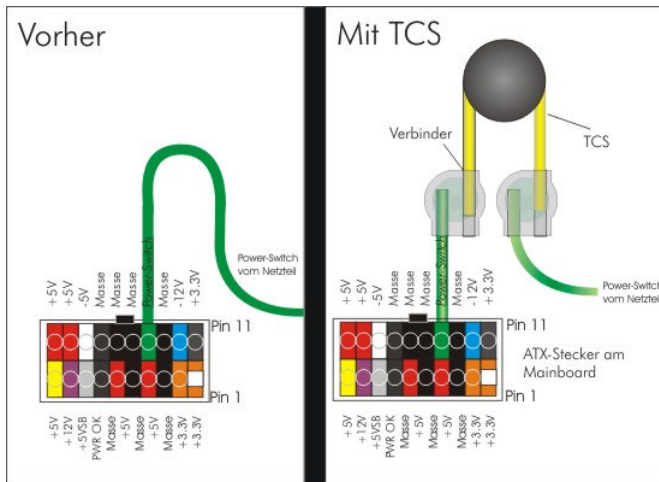 Vorher
Power-Switch
vom Netzteil
+5V
+5V
-5V
Masse
Masse
Masse
Power-Switch
Masse
-12V
+3.3V
Pin 11
Pin 1
+5V
+12V
+5VSB
PWR OK
Masse
+5V
Masse
+5V
Masse
+3.3V
+3.3V
Mit TCS
Verbinder
TCS
Power-Switch
vom Netzteil
+5V
+5V
-5V
Masse
Masse
Masse
Power-Switch
Masse
-12V
+3.3V
Pin 11
ATX-Stecker am
Mainboard
Pin 1
+5V
+12V
+5VSB
PWR OK
Masse
+5V
Masse
+5V
Masse
+3.3V
+3.3V